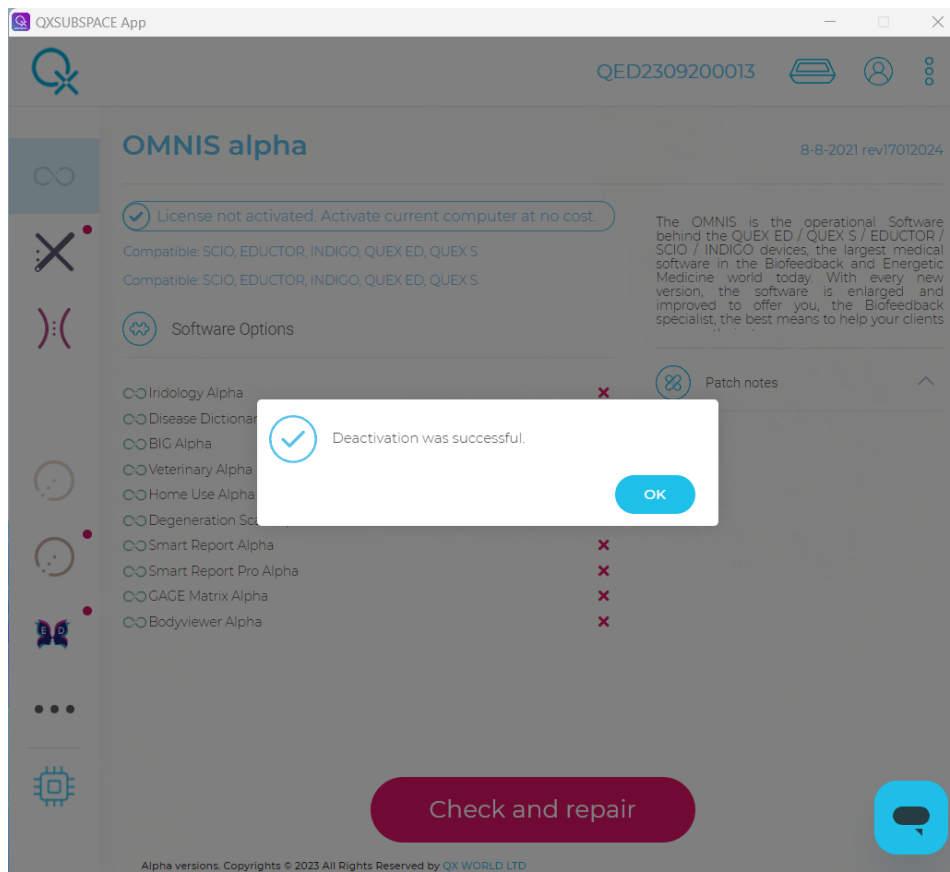 QXSUBSPACE App
QED2309200013
OMNIS alpha
8-8-2021 rev17012024
License not activated. Activate current computer at no cost.
Compatible: SCIO, EDUCTOR, INDIGO, QUEX ED, QUEX S
Compatible: SCIO, EDUCTOR, INDIGO, QUEX ED, QUEX S
Software Options
The OMNIS is the operational Software
behind the QUEX ED / QUEX S / EDUCTOR /
SCIO / INDIGO devices, the largest medical
software in the Biofeedback and Energetic
Medicine world today. With every new
version, the software is enlarged and
improved to offer you, the Biofeedback
specialist, the best means to help your clients
Patch notes
Iridology Alpha
Disease Dictionar
BIG Alpha
Veterinary Alpha
Home Use Alpha
Degeneration
Smart Report Alpha
Smart Report Pro Alpha
GAGE Matrix Alpha
Bodyviewer Alpha
Deactivation was successful.
OK
E D
Check and repair
Alpha versions. Copyrights © 2023 All Rights Reserved by QX WORLD LTD